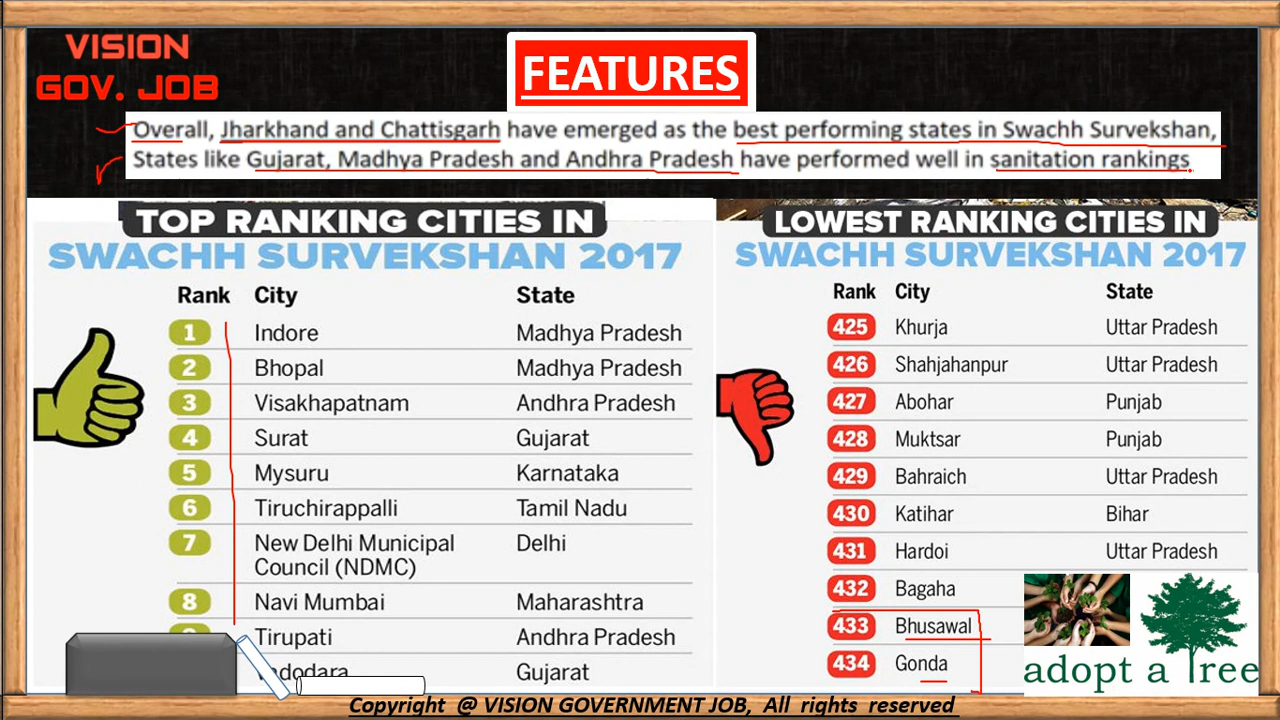 VISION
GOV. JOB
FEATURES
Overall, Jharkhand and Chattisgarh have emerged as the best performing states in Swachh Survekshan,
States like Gujarat, Madhya Pradesh and Andhra Pradesh have performed well in sanitation rankings.
TOP RANKING CITIES IN
SWACHH SURVEKSHAN 2017
Rank City State
1 Indore Madhya Pradesh
2 Bhopal Madhya Pradesh
3 Visakhapatnam Andhra Pradesh
4 Surat Gujarat
5 Mysuru Karnataka
6 Tiruchirappalli Tamil Nadu
7 New Delhi Municipal Delhi
Council (NDMC)
8 Navi Mumbai Maharashtra
Tirupati Andhra Pradesh
Gujarat
LOWEST RANKING CITIES IN
SWACHH SURVEKSHAN 2017
Rank City State
425 Khurja Uttar Pradesh
426 Shahjahanpur Uttar Pradesh
427 Abohar Punjab
428 Muktsar Punjab
429 Bahraich Uttar Pradesh
430 Katihar Bihar
431 Hardoi Uttar Pradesh
432 Bagaha
433 Bhusawal
434 Gonda
adopt a Tree
Copyright @ VISION GOVERNMENT JOB, All rights reserved